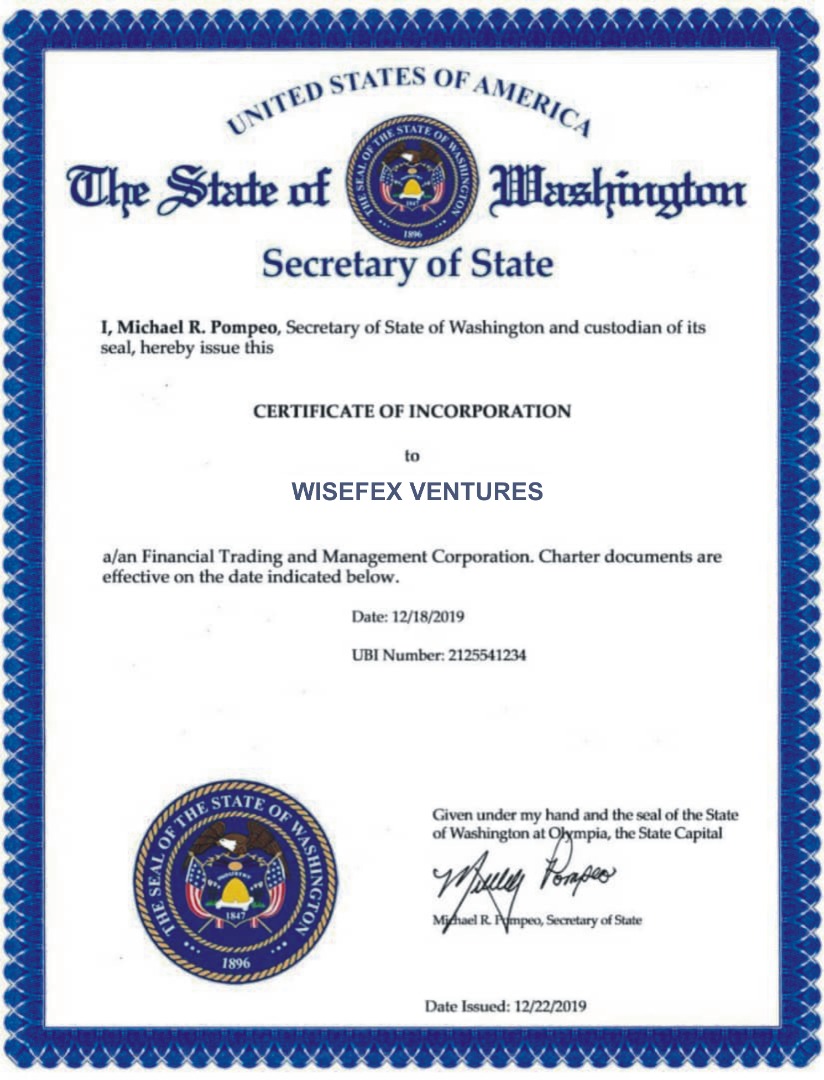 UNITED STATES OF AMERICA
The State of Washington
THE SEAL OF THE STATE OF WASHINGTON
1847
1896
Secretary of State
I, Michael R. Pompeo, Secretary of State of Washington and custodian of its
seal, hereby issue this
CERTIFICATE OF INCORPORATION
to
WISEFEX VENTURES
a/an Financial Trading and Management Corporation. Charter documents are
effective on the date indicated below.
Date: 12/18/2019
UBI Number: 2125541234
THE SEAL OF THE STATE OF WASHINGTON
INDUSTRY
1847
1896
Given under my hand and the seal of the State
of Washington at Olympia, the State Capital
Michael R. Pompeo, Secretary of State
Date Issued: 12/22/2019